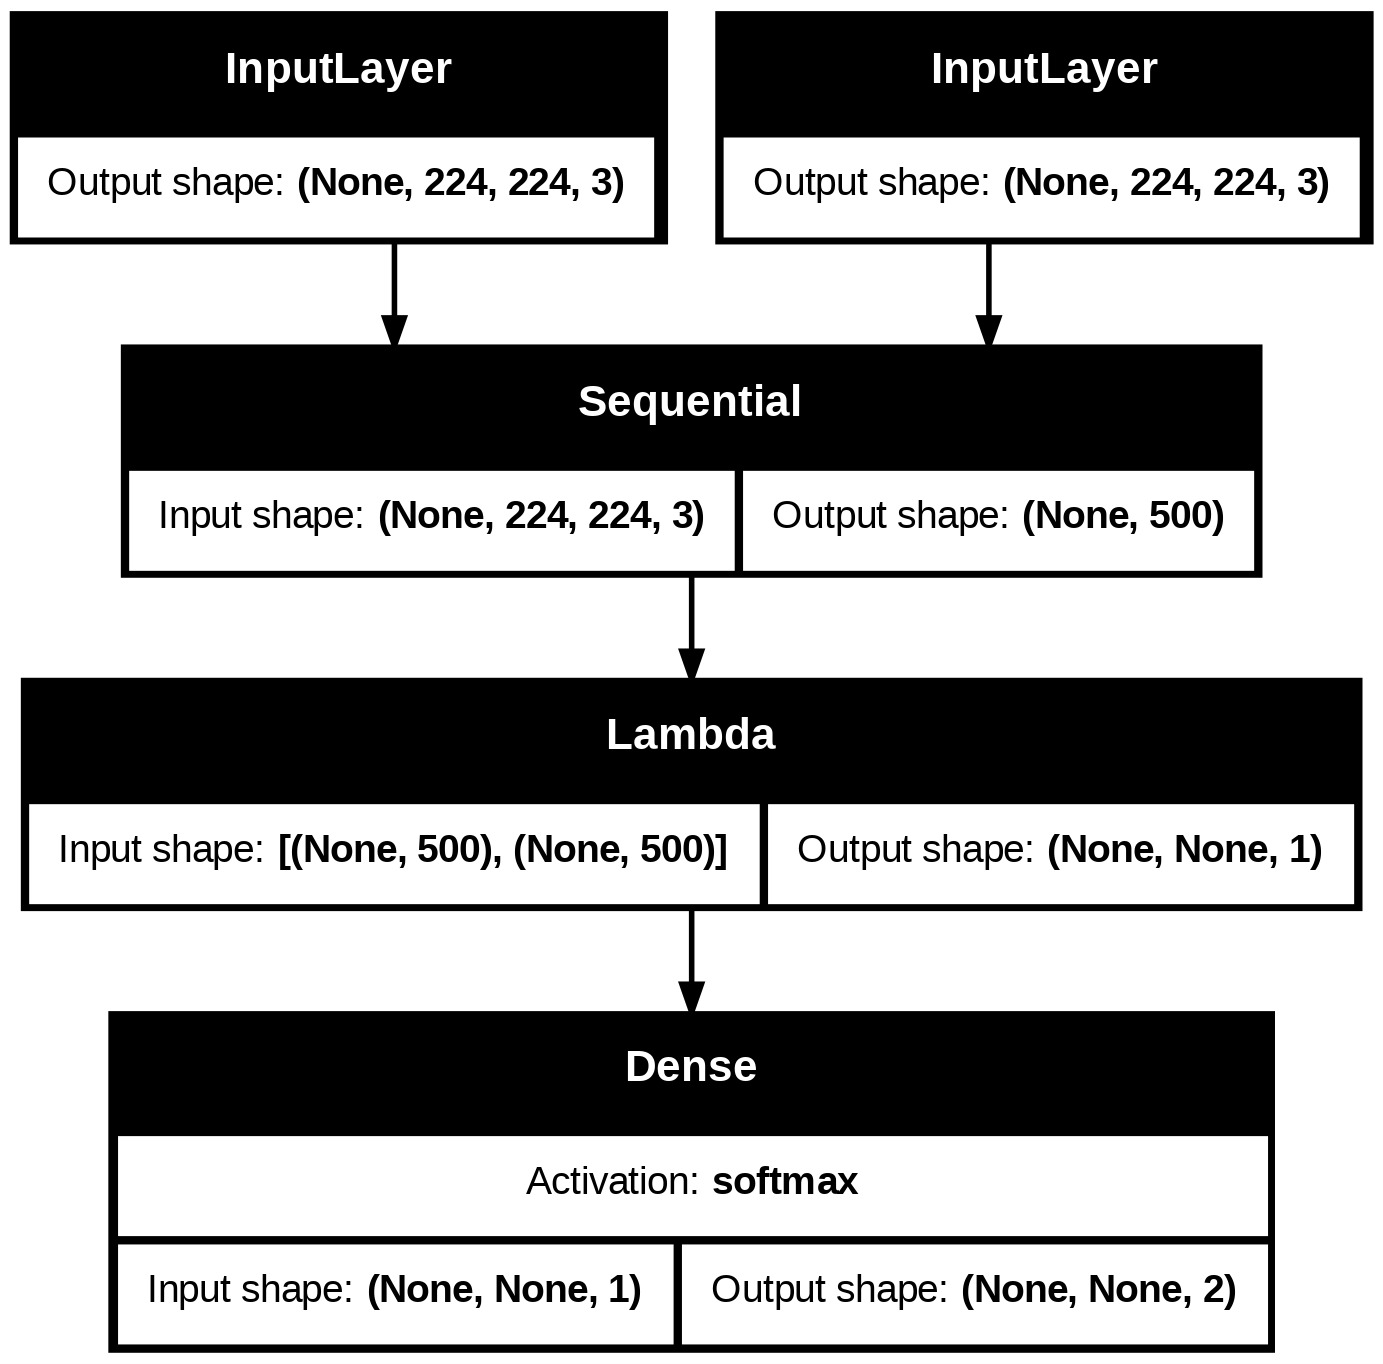 InputLayer
Output shape: (None, 224, 224, 3)
InputLayer
Output shape: (None, 224, 224, 3)
Sequential
Input shape: (None, 224, 224, 3)
Output shape: (None, 500)
Lambda
Input shape: [(None, 500), (None, 500)]
Output shape: (None, None, 1)
Dense
Activation: softmax
Input shape: (None, None, 1)
Output shape: (None, None, 2)